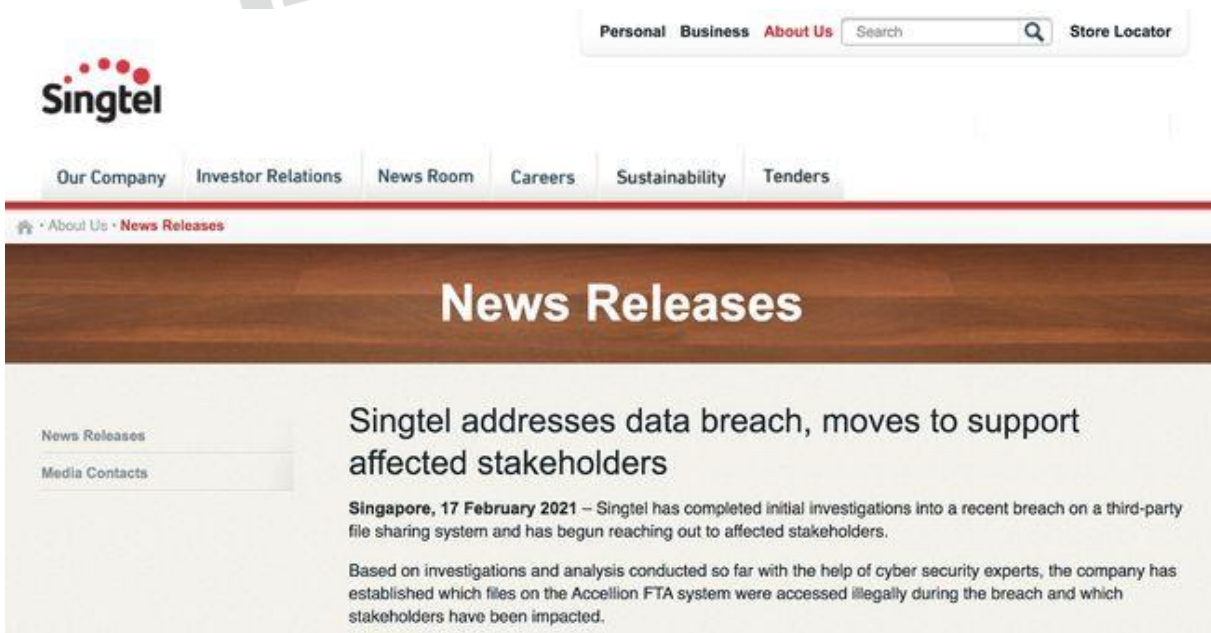 Personal Business About Us Search Store Locator
Singtel
Our Company Investor Relations News Room Careers Sustainability Tenders
• About Us • News Releases
News Releases
News Releases
Media Contacts
Singtel addresses data breach, moves to support
affected stakeholders
Singapore, 17 February 2021 – Singtel has completed initial investigations into a recent breach on a third-party
file sharing system and has begun reaching out to affected stakeholders.
Based on investigations and analysis conducted so far with the help of cyber security experts, the company has
established which files on the Accellion FTA system were accessed illegally during the breach and which
stakeholders have been impacted.